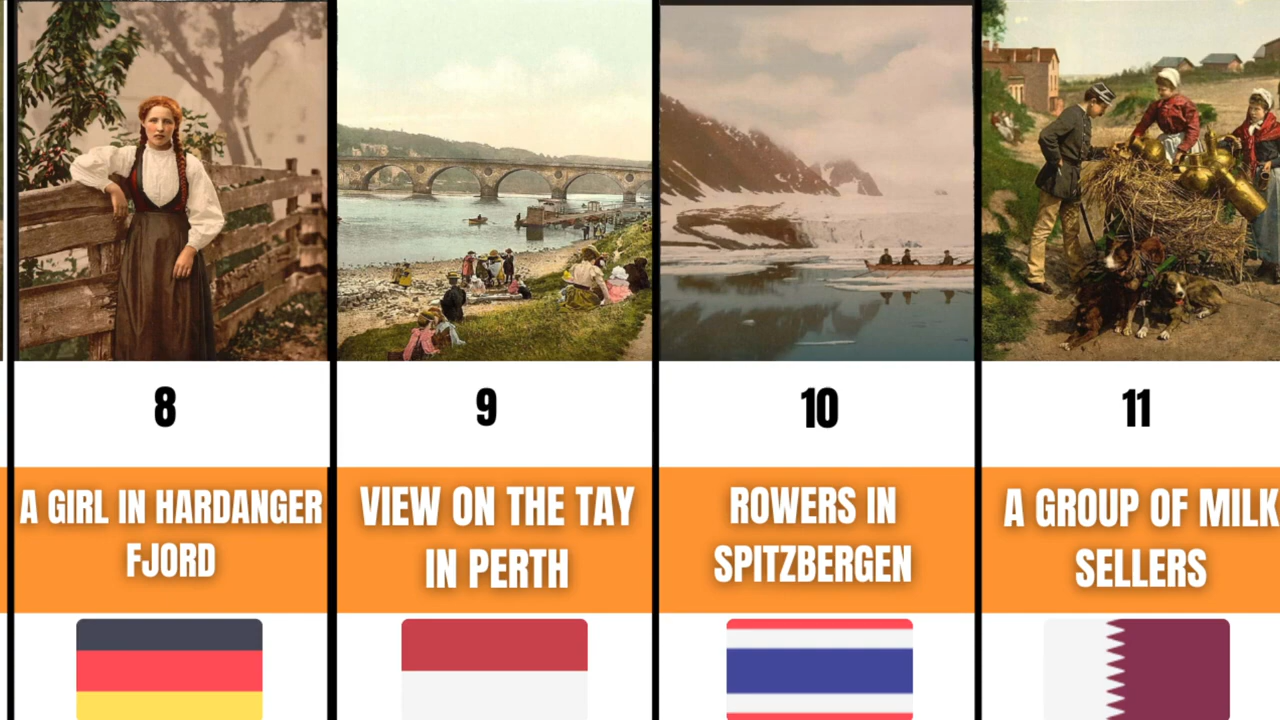 8
A GIRL IN HARDANGER
FJORD
9
VIEW ON THE TAY
IN PERTH
10
ROWERS IN
SPITZBERGEN
11
A GROUP OF MILK
SELLERS